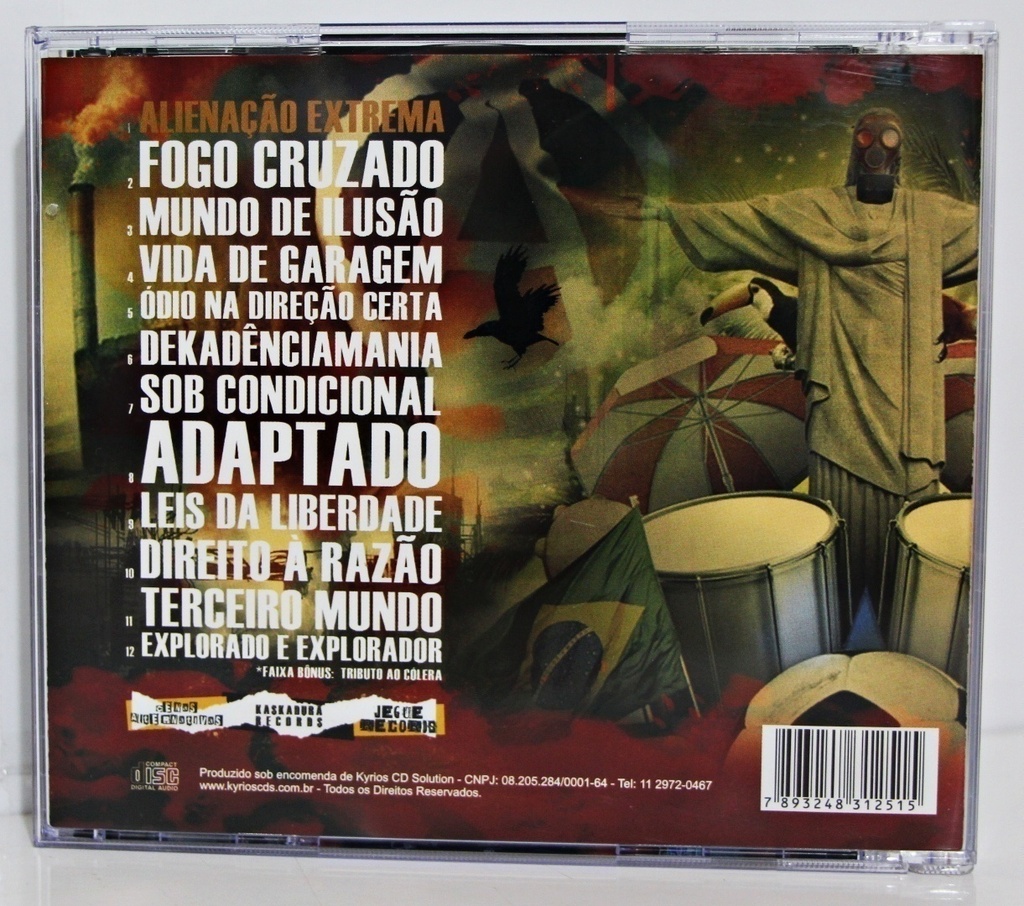 1 ALIENAÇÃO EXTREMA
2 FOGO CRUZADO
3 MUNDO DE ILUSÃO
4 VIDA DE GARAGEM
5 ÓDIO NA DIREÇÃO CERTA
6 DEKADÊNCIAMANIA
7 SOB CONDICIONAL
8 ADAPTADO
9 LEIS DA LIBERDADE
10 DIREITO À RAZÃO
11 TERCEIRO MUNDO
12 EXPLORADO E EXPLORADOR
*FAIXA BÔNUS: TRIBUTO AO CÓLERA
CENAS ALTERNATIVAS
KASKADURA RECORDS
JEGUE RECORDS
COMPACT disc DIGITAL AUDIO
Produzido sob encomenda de Kyrios CD Solution - CNPJ: 08.205.284/0001-64 - Tel: 11 2972-0467
www.kyrioscds.com.br - Todos os Direitos Reservados.
7 893248 312515